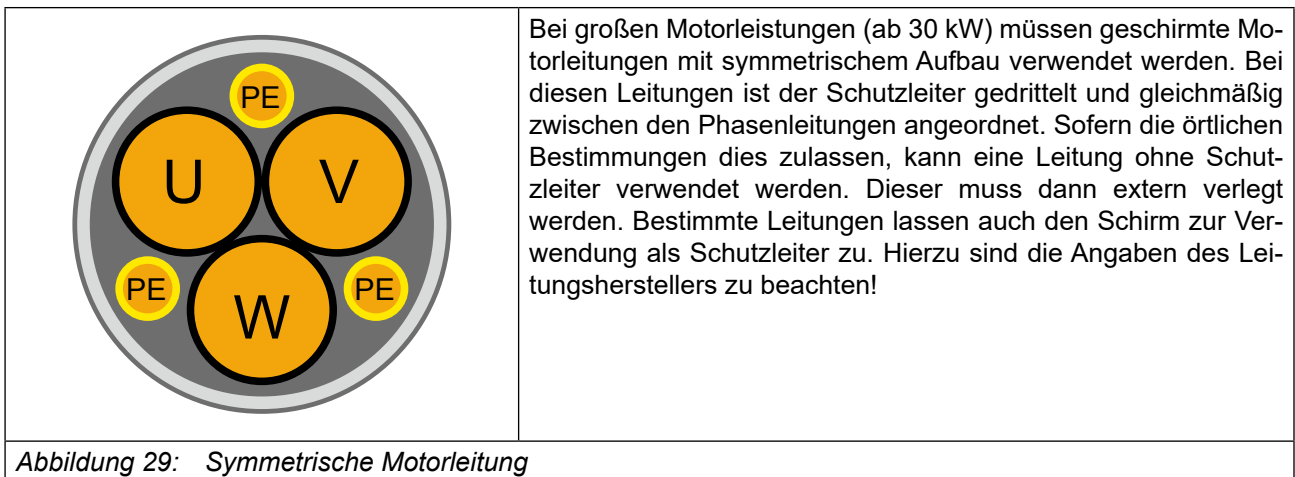 PE
U
V
PE
PE
W
Bei großen Motorleistungen (ab 30 kW) müssen geschirmte Mo-
torleitungen mit symmetrischem Aufbau verwendet werden. Bei
diesen Leitungen ist der Schutzleiter gedrittelt und gleichmäßig
zwischen den Phasenleitungen angeordnet. Sofern die örtlichen
Bestimmungen dies zulassen, kann eine Leitung ohne Schut-
zleiter verwendet werden. Dieser muss dann extern verlegt
werden. Bestimmte Leitungen lassen auch den Schirm zur Ver-
wendung als Schutzleiter zu. Hierzu sind die Angaben des Lei-
tungsherstellers zu beachten!
Abbildung 29: Symmetrische Motorleitung